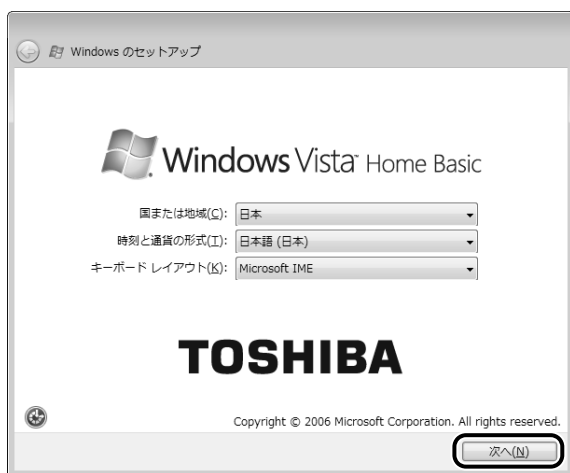 Windows のセットアップ
Windows Vista™ Home Basic
国または地域(C): 日本
時刻と通貨の形式(T): 日本語 (日本)
キーボード レイアウト(K): Microsoft IME
TOSHIBA
Copyright © 2006 Microsoft Corporation. All rights reserved.
次へ(N)